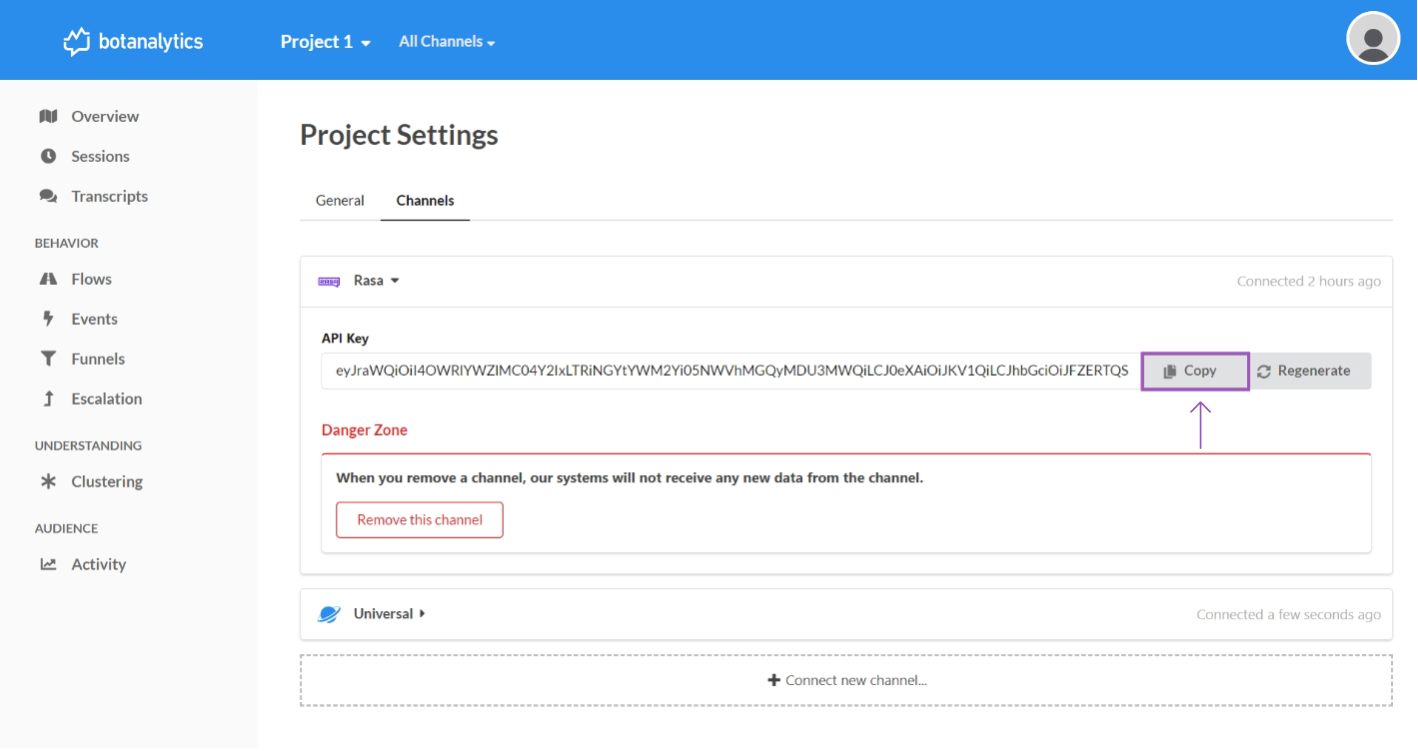 botanalytics
Project 1
All Channels
Overview
Sessions
Transcripts
BEHAVIOR
Flows
Events
Funnels
Escalation
UNDERSTANDING
Clustering
AUDIENCE
Activity
Project Settings
General Channels
Rasa
Connected 2 hours ago
API Key
eyJraWQiOiI4OWRlYWZlMC04Y2IxLTRiNGYtYWM2Yi05NWVhMGQyMDU3MWQiLCJ0eXAiOiJKV1QiLCJhbGciOiJFZERTQS
Copy
Regenerate
Danger Zone
When you remove a channel, our systems will not receive any new data from the channel.
Remove this channel
Universal
Connected a few seconds ago
Connect new channel...